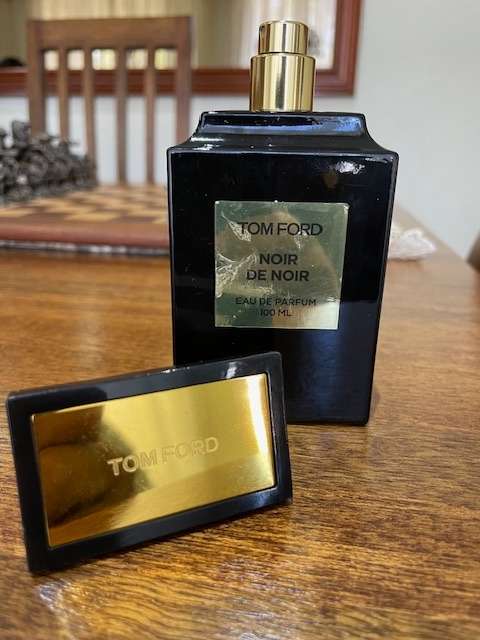 TOM FORD
NOIR
DE NOIR
EAU DE PARFUM
100 ML
TOM FORD